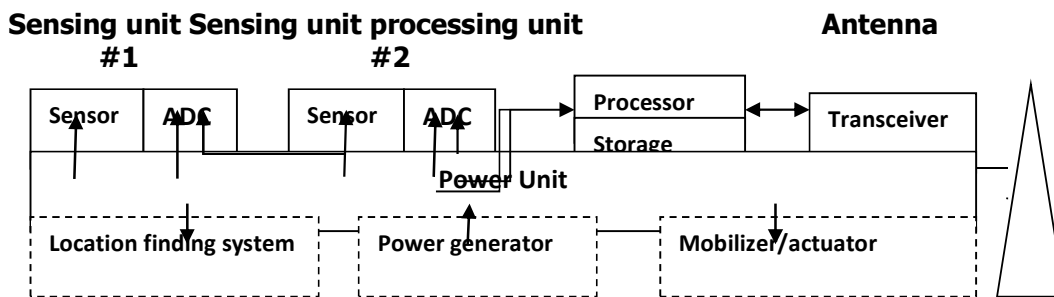 Sensing unit Sensing unit processing unit Antenna
#1 #2
Sensor ADC Sensor ADC Processor Transceiver
Storage
Power Unit
Location finding system Power generator Mobilizer/actuator